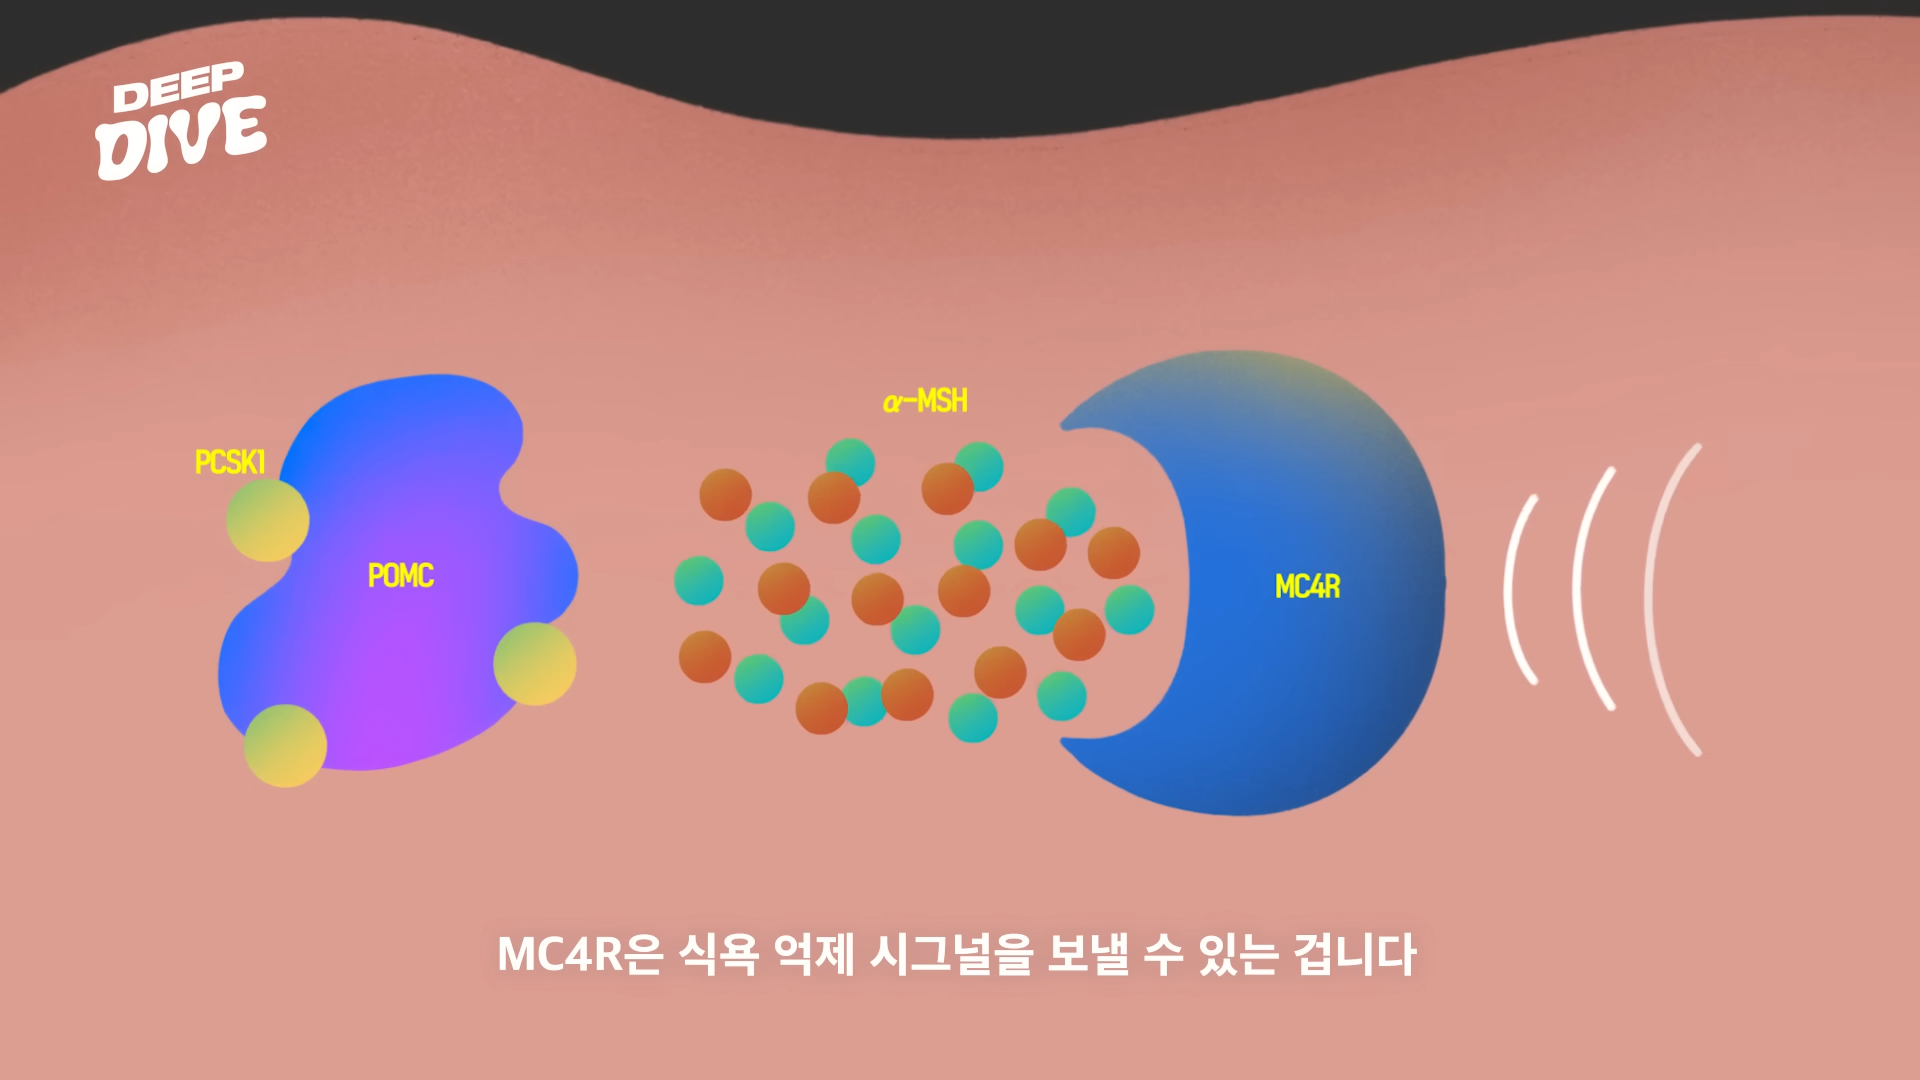 DEEP
DIVE
α-MSH
PCSK1
POMC
MC4R
MC4R은 식욕 억제 시그널을 보낼 수 있는 겁니다